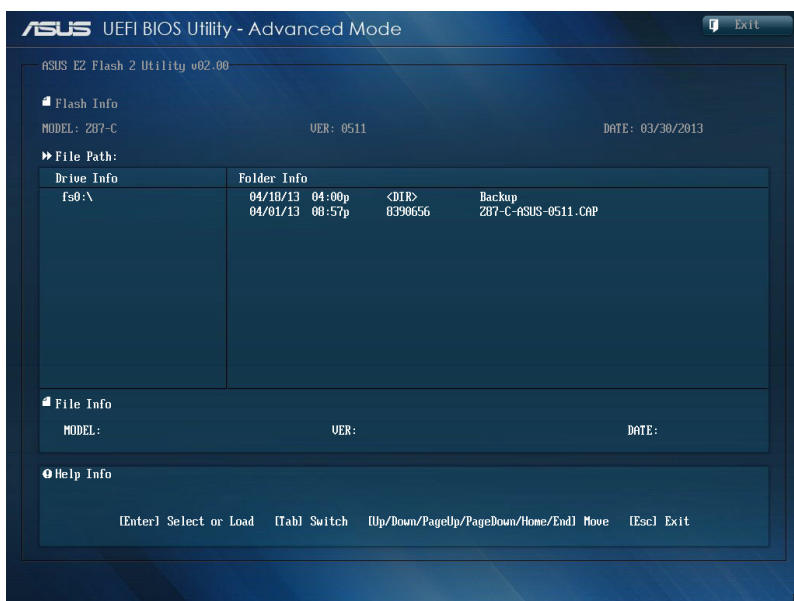 ASUS UEFI BIOS Utility - Advanced Mode Exit
ASUS EZ Flash 2 Utility v02.00
Flash Info
MODEL: Z87-C VER: 0511 DATE: 03/30/2013
File Path:
Drive Info Folder Info
fs0:\ 04/18/13 04:00p <DIR> Backup
04/01/13 08:57p 8390656 Z87-C-ASUS-0511.CAP
File Info
MODEL: VER: DATE:
Help Info
[Enter] Select or Load [Tab] Switch [Up/Down/PageUp/PageDown/Home/End] Move [Esc] Exit